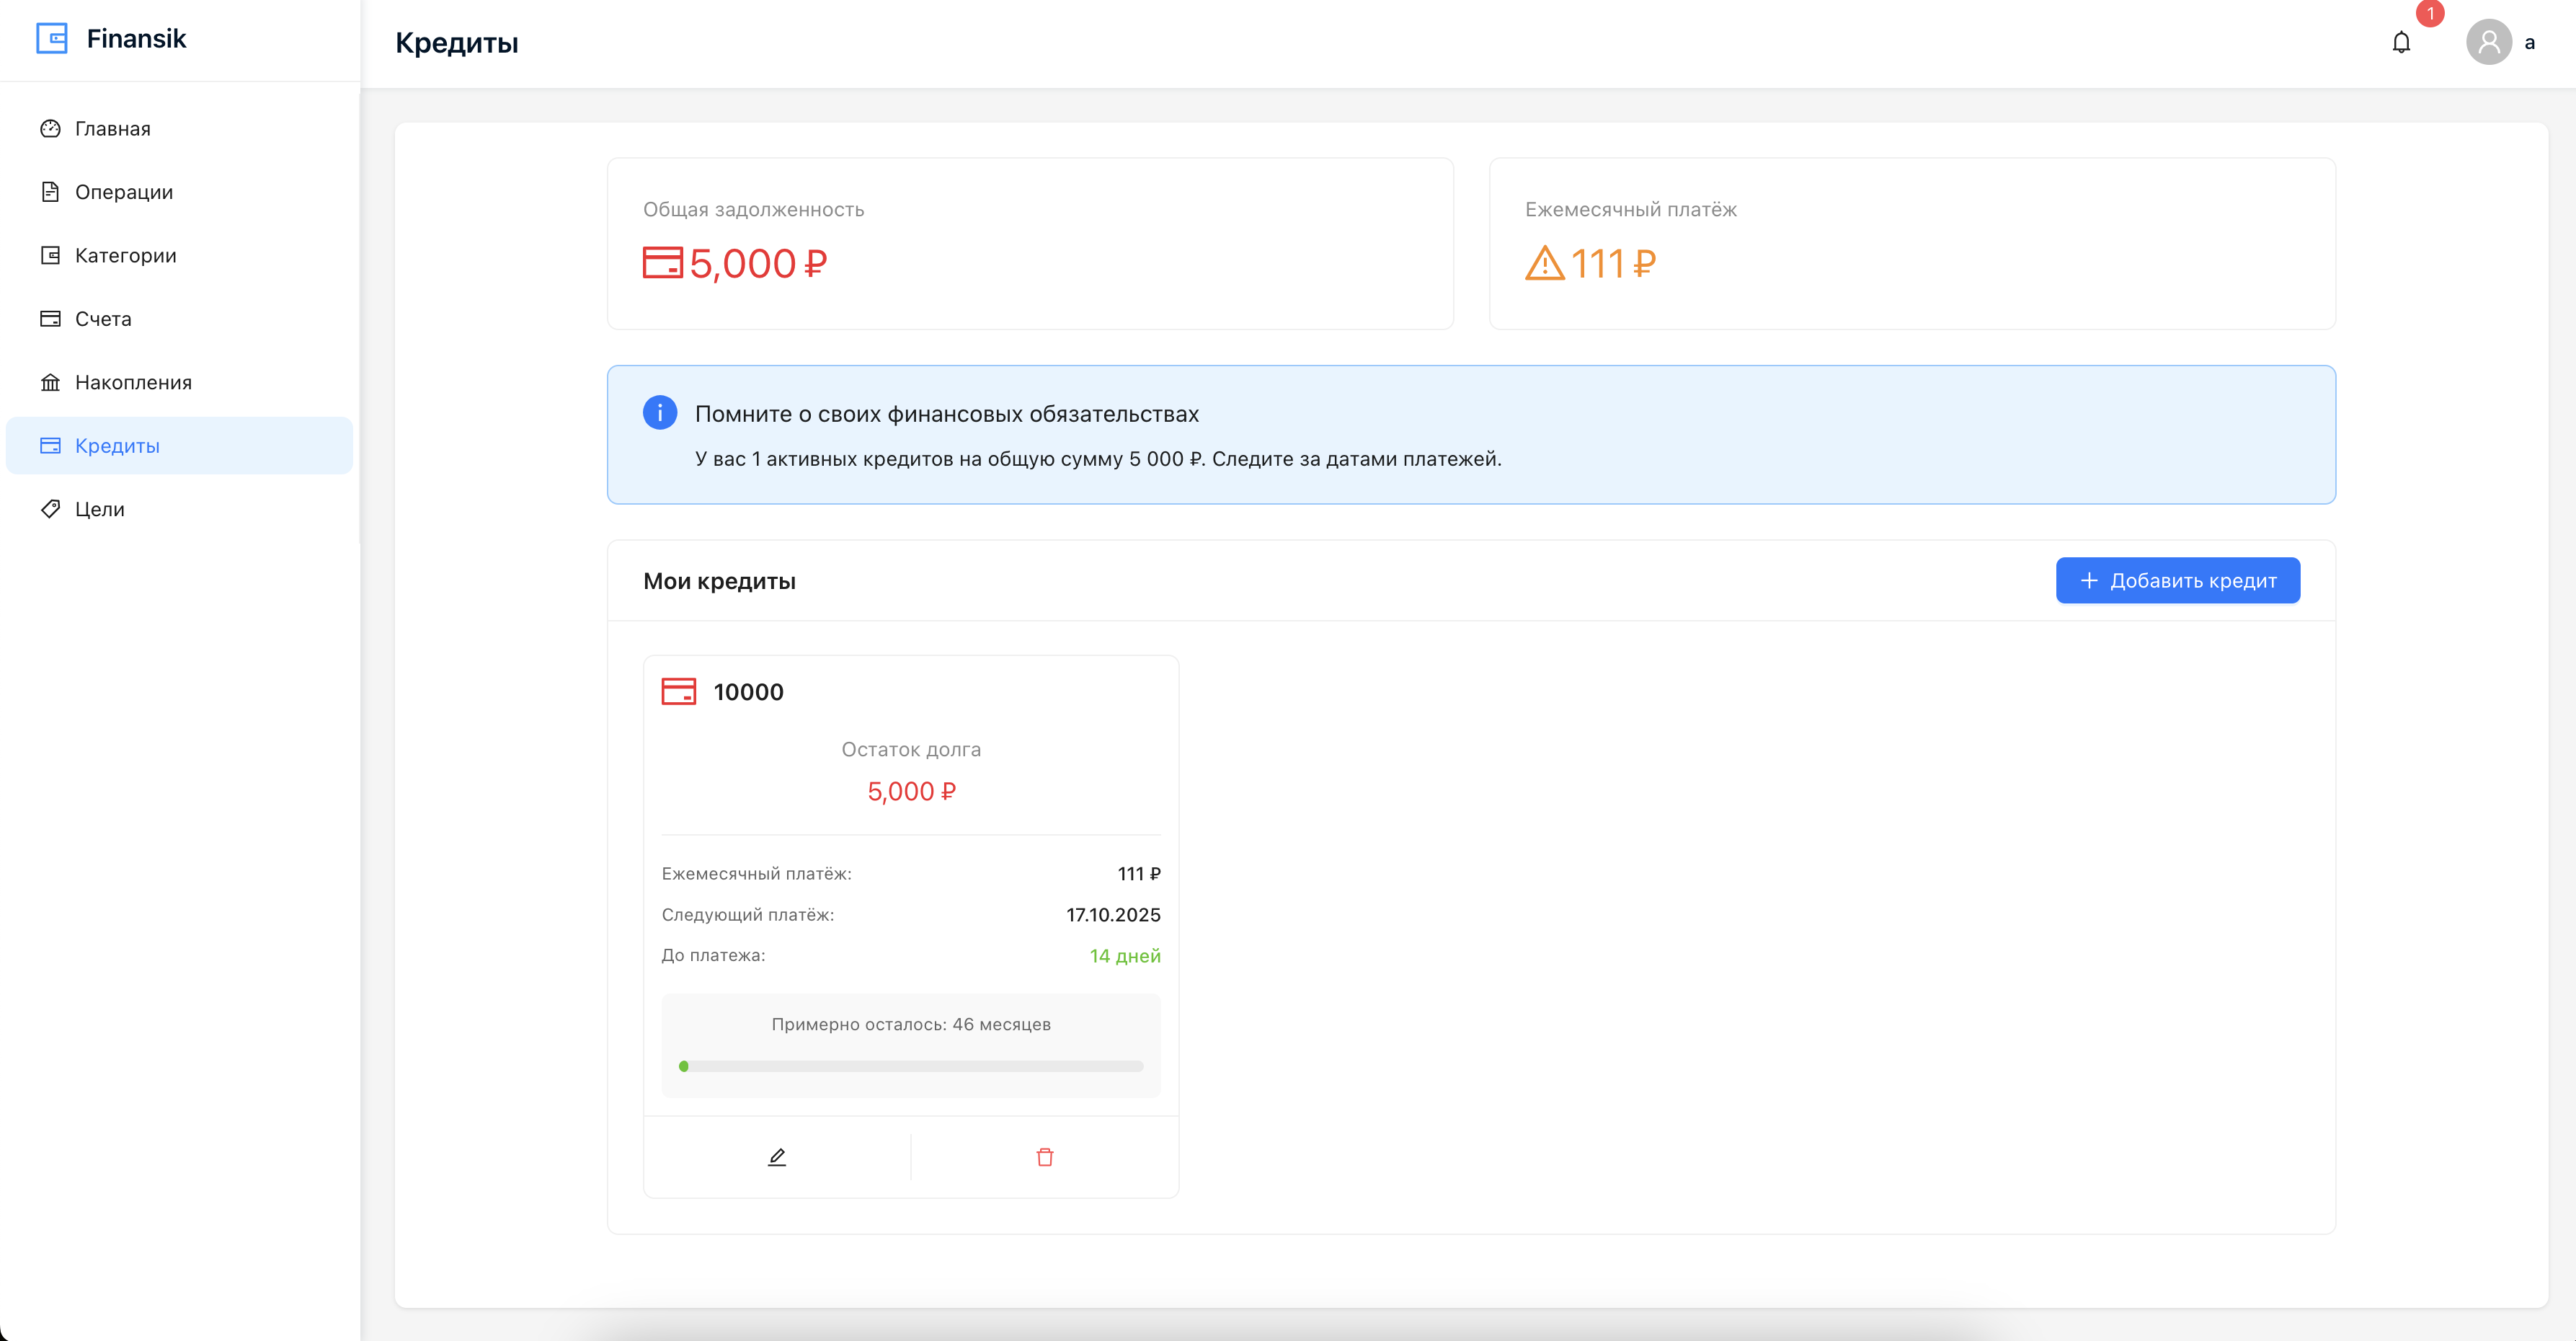 Finansik
Кредиты
1
a
Главная
Операции
Категории
Счета
Накопления
Кредиты
Цели
Общая задолженность
5,000 ₽
Ежемесячный платёж
111 ₽
Помните о своих финансовых обязательствах
У вас 1 активных кредитов на общую сумму 5 000 ₽. Следите за датами платежей.
Мои кредиты
Добавить кредит
10000
Остаток долга
5,000 ₽
Ежемесячный платёж: 111 ₽
Следующий платёж: 17.10.2025
До платежа: 14 дней
Примерно осталось: 46 месяцев